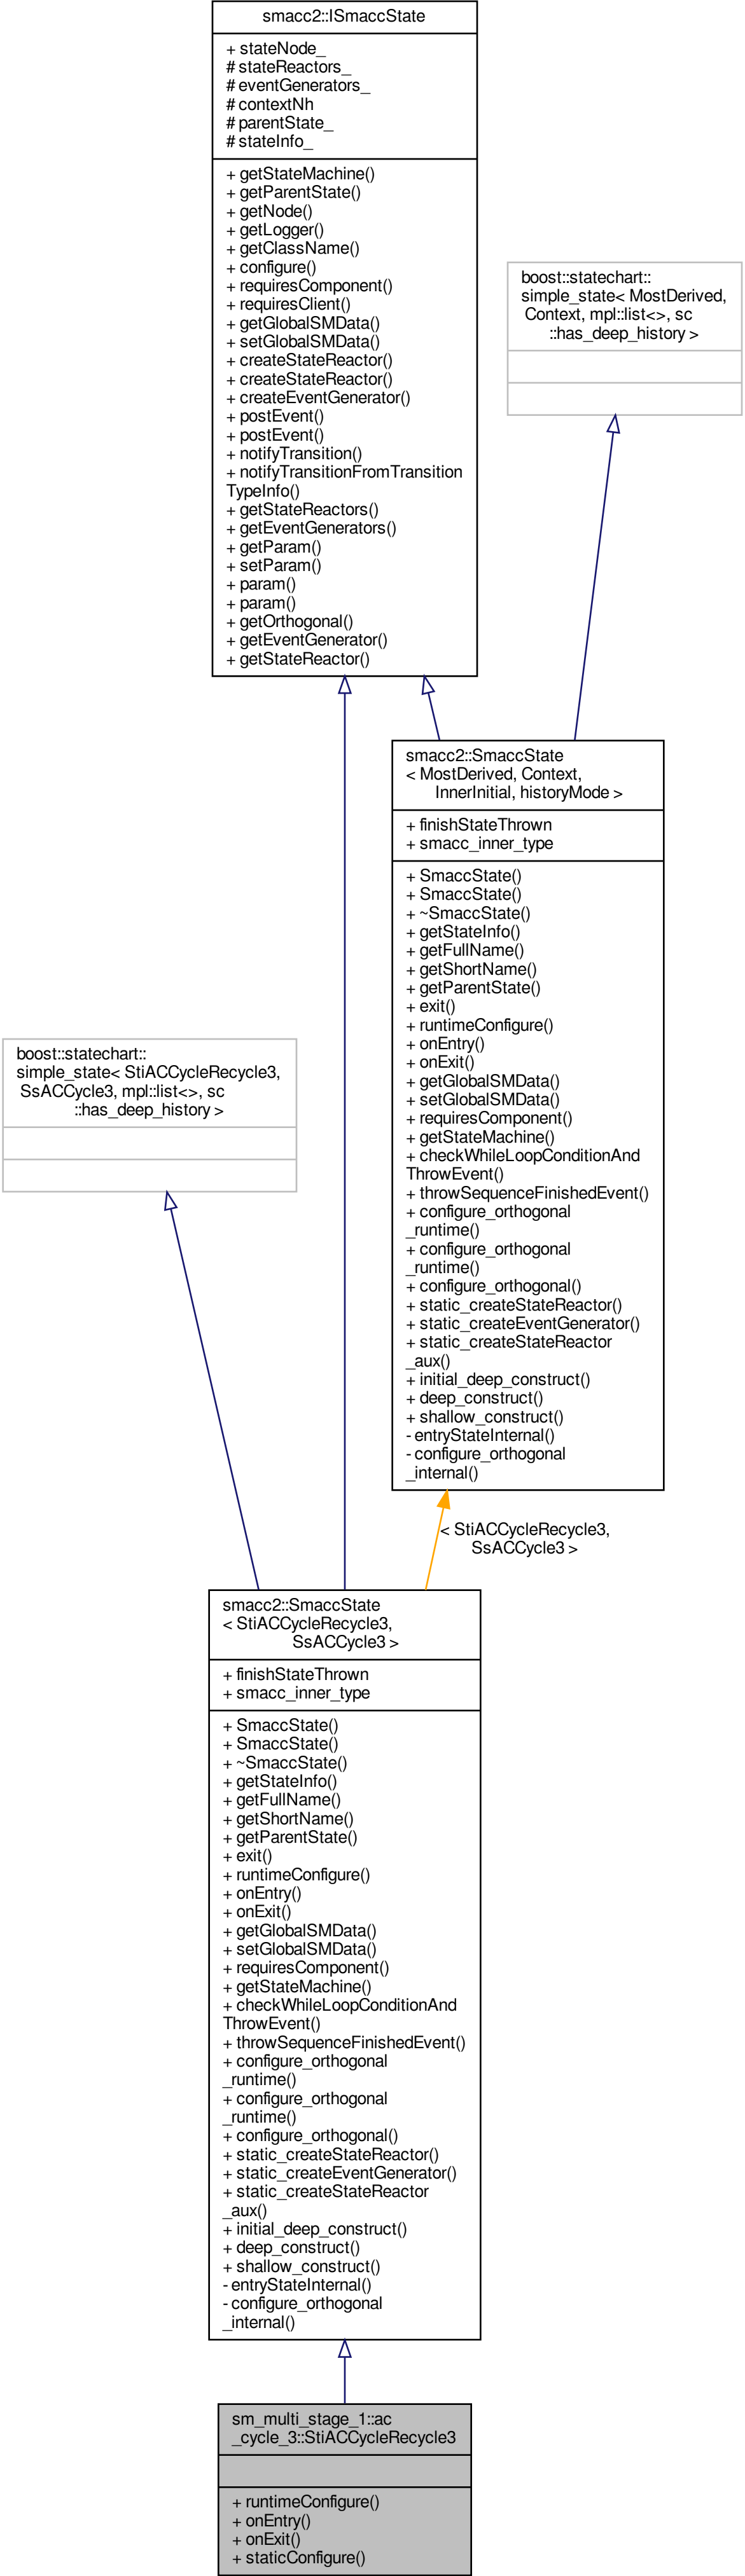 smacc2::ISmaccState
+ stateNode_
# stateReactors_
# eventGenerators_
# contextNh
# parentState_
# stateInfo_
+ getStateMachine()
+ getParentState()
+ getNode()
+ getLogger()
+ getClassName()
+ configure()
+ requiresComponent()
+ requiresClient()
+ getGlobalSMData()
+ setGlobalSMData()
+ createStateReactor()
+ createStateReactor()
+ createEventGenerator()
+ postEvent()
+ postEvent()
+ notifyTransition()
+ notifyTransitionFromTransition
TypeInfo()
+ getStateReactors()
+ getEventGenerators()
+ getParam()
+ setParam()
+ param()
+ param()
+ getOrthogonal()
+ getEventGenerator()
+ getStateReactor()
boost::statechart::
simple_state< MostDerived,
Context, mpl::list<>, sc
::has_deep_history >
smacc2::SmaccState
< MostDerived, Context,
InnerInitial, historyMode >
+ finishStateThrown
+ smacc_inner_type
+ SmaccState()
+ SmaccState()
+ ~SmaccState()
+ getStateInfo()
+ getFullName()
+ getShortName()
+ getParentState()
+ exit()
+ runtimeConfigure()
+ onEntry()
+ onExit()
+ getGlobalSMData()
+ setGlobalSMData()
+ requiresComponent()
+ getStateMachine()
+ checkWhileLoopConditionAnd
ThrowEvent()
+ throwSequenceFinishedEvent()
+ configure_orthogonal
_runtime()
+ configure_orthogonal
_runtime()
+ configure_orthogonal()
+ static_createStateReactor()
+ static_createEventGenerator()
+ static_createStateReactor
_aux()
+ initial_deep_construct()
+ deep_construct()
+ shallow_construct()
- entryStateInternal()
- configure_orthogonal
_internal()
boost::statechart::
simple_state< StiACCycleRecycle3,
SsACCycle3, mpl::list<>, sc
::has_deep_history >
< StiACCycleRecycle3,
SsACCycle3 >
smacc2::SmaccState
< StiACCycleRecycle3,
SsACCycle3 >
+ finishStateThrown
+ smacc_inner_type
+ SmaccState()
+ SmaccState()
+ ~SmaccState()
+ getStateInfo()
+ getFullName()
+ getShortName()
+ getParentState()
+ exit()
+ runtimeConfigure()
+ onEntry()
+ onExit()
+ getGlobalSMData()
+ setGlobalSMData()
+ requiresComponent()
+ getStateMachine()
+ checkWhileLoopConditionAnd
ThrowEvent()
+ throwSequenceFinishedEvent()
+ configure_orthogonal
_runtime()
+ configure_orthogonal
_runtime()
+ configure_orthogonal()
+ static_createStateReactor()
+ static_createEventGenerator()
+ static_createStateReactor
_aux()
+ initial_deep_construct()
+ deep_construct()
+ shallow_construct()
- entryStateInternal()
- configure_orthogonal
_internal()
sm_multi_stage_1::ac
_cycle_3::StiACCycleRecycle3
+ runtimeConfigure()
+ onEntry()
+ onExit()
+ staticConfigure()